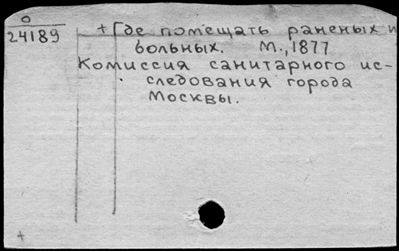 О
24189
+ Где помещать раненых и
больных. М., 1877
Комиссия санитарного ис-
следования города
Москвы.
+